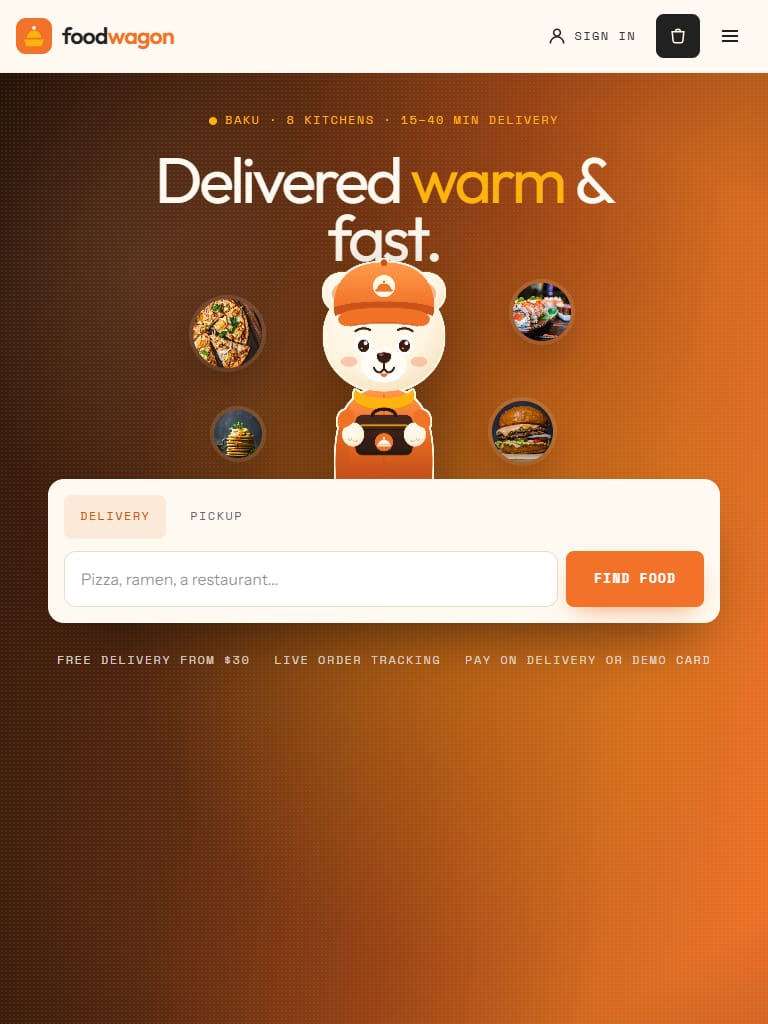 foodwagon
SIGN IN
BAKU · 8 KITCHENS · 15–40 MIN DELIVERY
Delivered warm &
fast.
DELIVERY
PICKUP
Pizza, ramen, a restaurant...
FIND FOOD
FREE DELIVERY FROM $30
LIVE ORDER TRACKING
PAY ON DELIVERY OR DEMO CARD